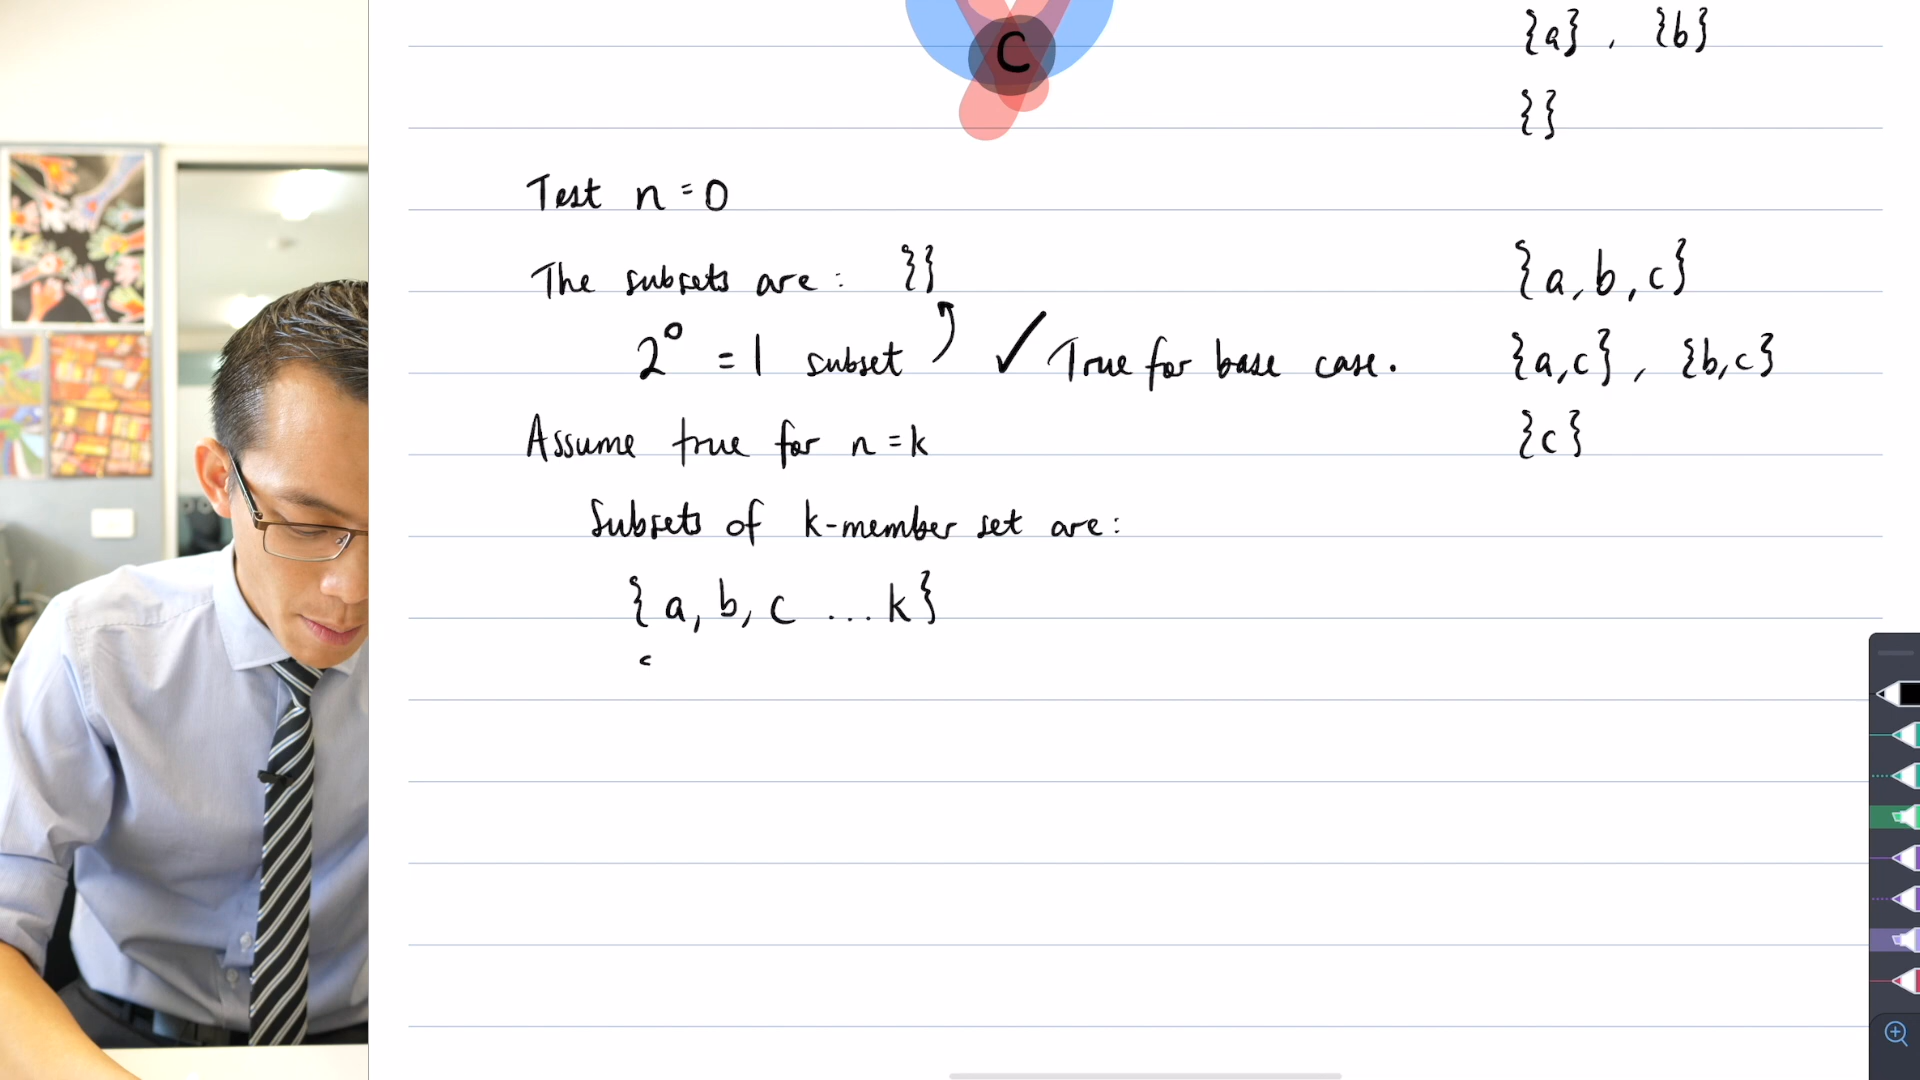 C
{a} , {b}
{}
Test n = 0
The subsets are : {}
2⁰ = 1 subset ✓ True for base case.
Assume true for n = k
Subsets of k-member set are :
{ a, b, c ... k }
{a, b, c}
{a,c} , {b,c}
{c}